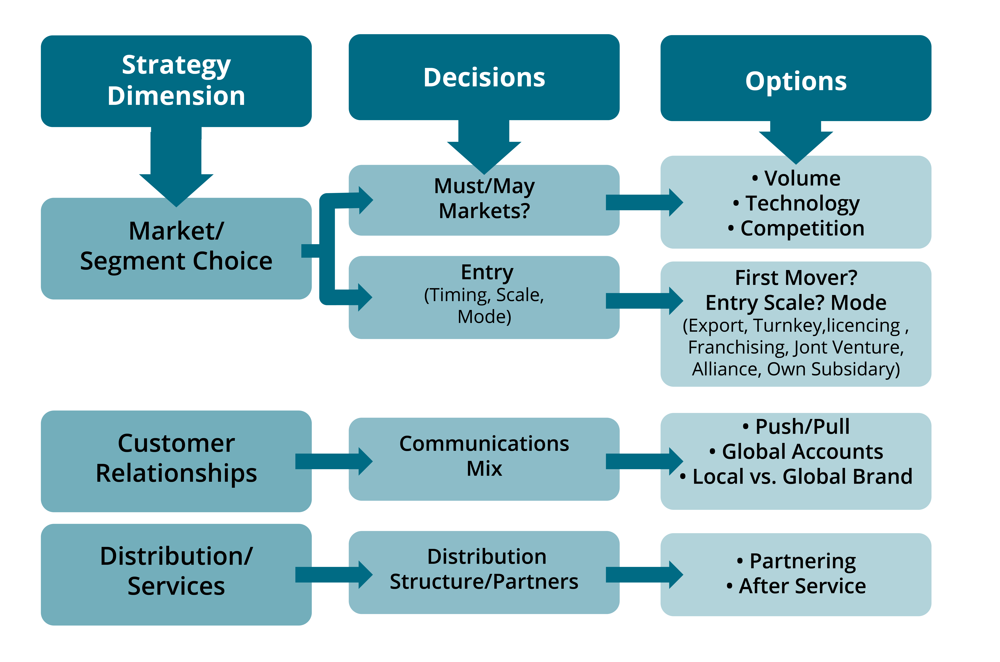 Strategy
Dimension
Decisions
Options
Market/
Segment Choice
Must/May
Markets?
• Volume
• Technology
• Competition
Entry
(Timing, Scale,
Mode)
First Mover?
Entry Scale? Mode
(Export, Turnkey,licencing ,
Franchising, Jont Venture,
Alliance, Own Subsidary)
Customer
Relationships
Communications
Mix
• Push/Pull
• Global Accounts
• Local vs. Global Brand
Distribution/
Services
Distribution
Structure/Partners
• Partnering
• After Service